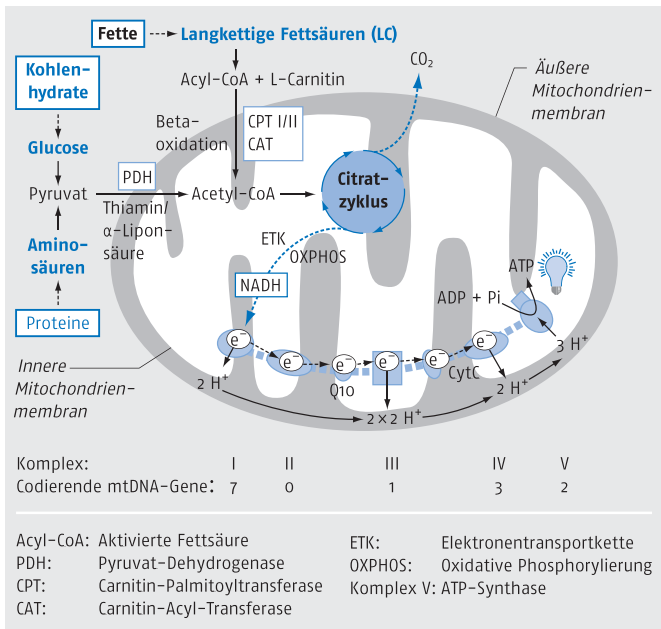 Fette
Langkettige Fettsäuren (LC)
CO2
Kohlen-
hydrate
Acyl-CoA + L-Carnitin
Äußere
Mitochondrien-
membran
Beta-
oxidation
CPT I/II
CAT
Glucose
PDH
Citrat-
zyklus
Pyruvat
Acetyl-CoA
Thiamin/
α-Lipon-
säure
Amino-
säuren
ETK
OXPHOS
NADH
ATP
ADP + Pi
Proteine
e– e– e– e– e– e–
3 H+
Innere
Mitochondrien-
membran
2 H+
Q10
CytC
2 H+
2×2 H+
Komplex: I II III IV V
Codierende mtDNA-Gene: 7 0 1 3 2
Acyl-CoA: Aktivierte Fettsäure
PDH: Pyruvat-Dehydrogenase
CPT: Carnitin-Palmitoyltransferase
CAT: Carnitin-Acyl-Transferase
ETK: Elektronentransportkette
OXPHOS: Oxidative Phosphorylierung
Komplex V: ATP-Synthase